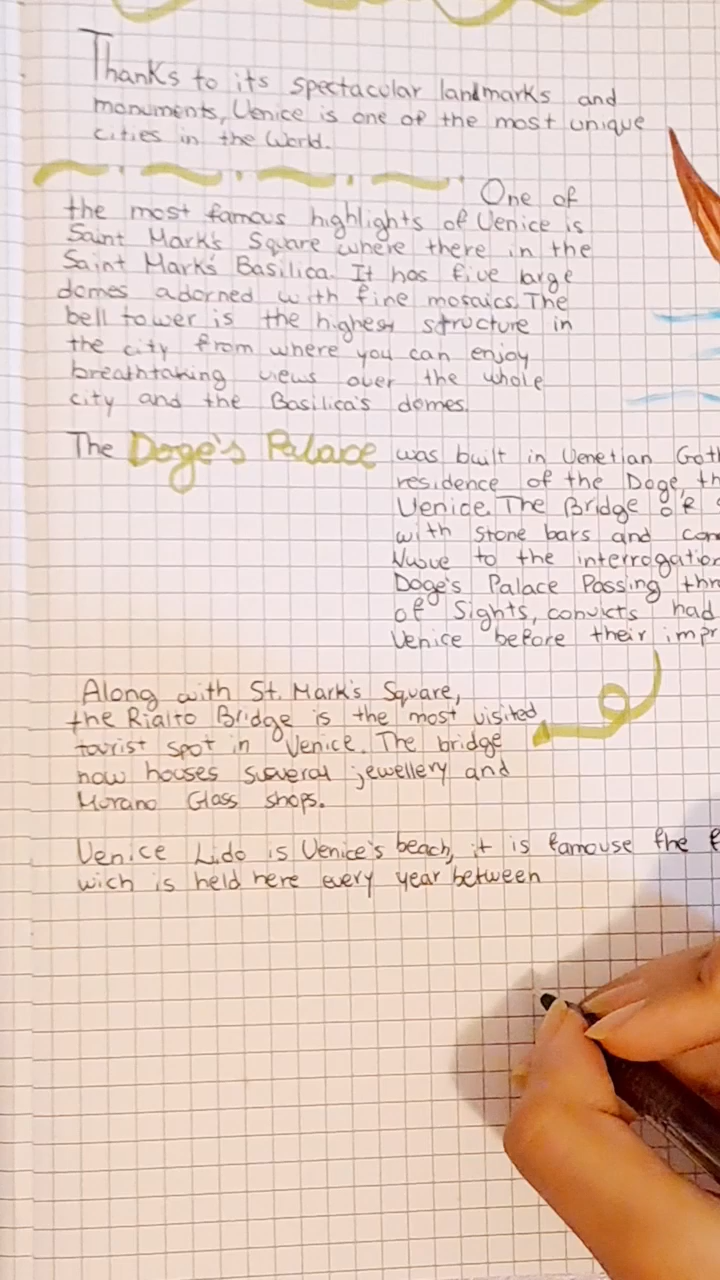 Thanks to its spectacular landmarks and
monuments, Venice is one of the most unique
cities in the World.
One of
the most famous highlights of Venice is
Saint Mark's Square where there in the
Saint Mark's Basilica. It has five large
domes adorned with fine mosaics. The
bell tower is the highest structure in
the city from where you can enjoy
breathtaking views over the whole
city and the Basilica's domes.
The Doge's Palace was built in Venetian Goth
residence of the Doge, th
Venice. The Bridge of S
with stone bars and con
to the interrogation
Doge's Palace Passing thr
of Sights, convicts had
Venice before their impr
Along with St. Mark's Square,
the Rialto Bridge is the most visited
tourist spot in Venice. The bridge
now houses several jewellery and
Murano Glass shops.
Venice Lido is Venice's beach, it is famouse fhe f
wich is held here every year between